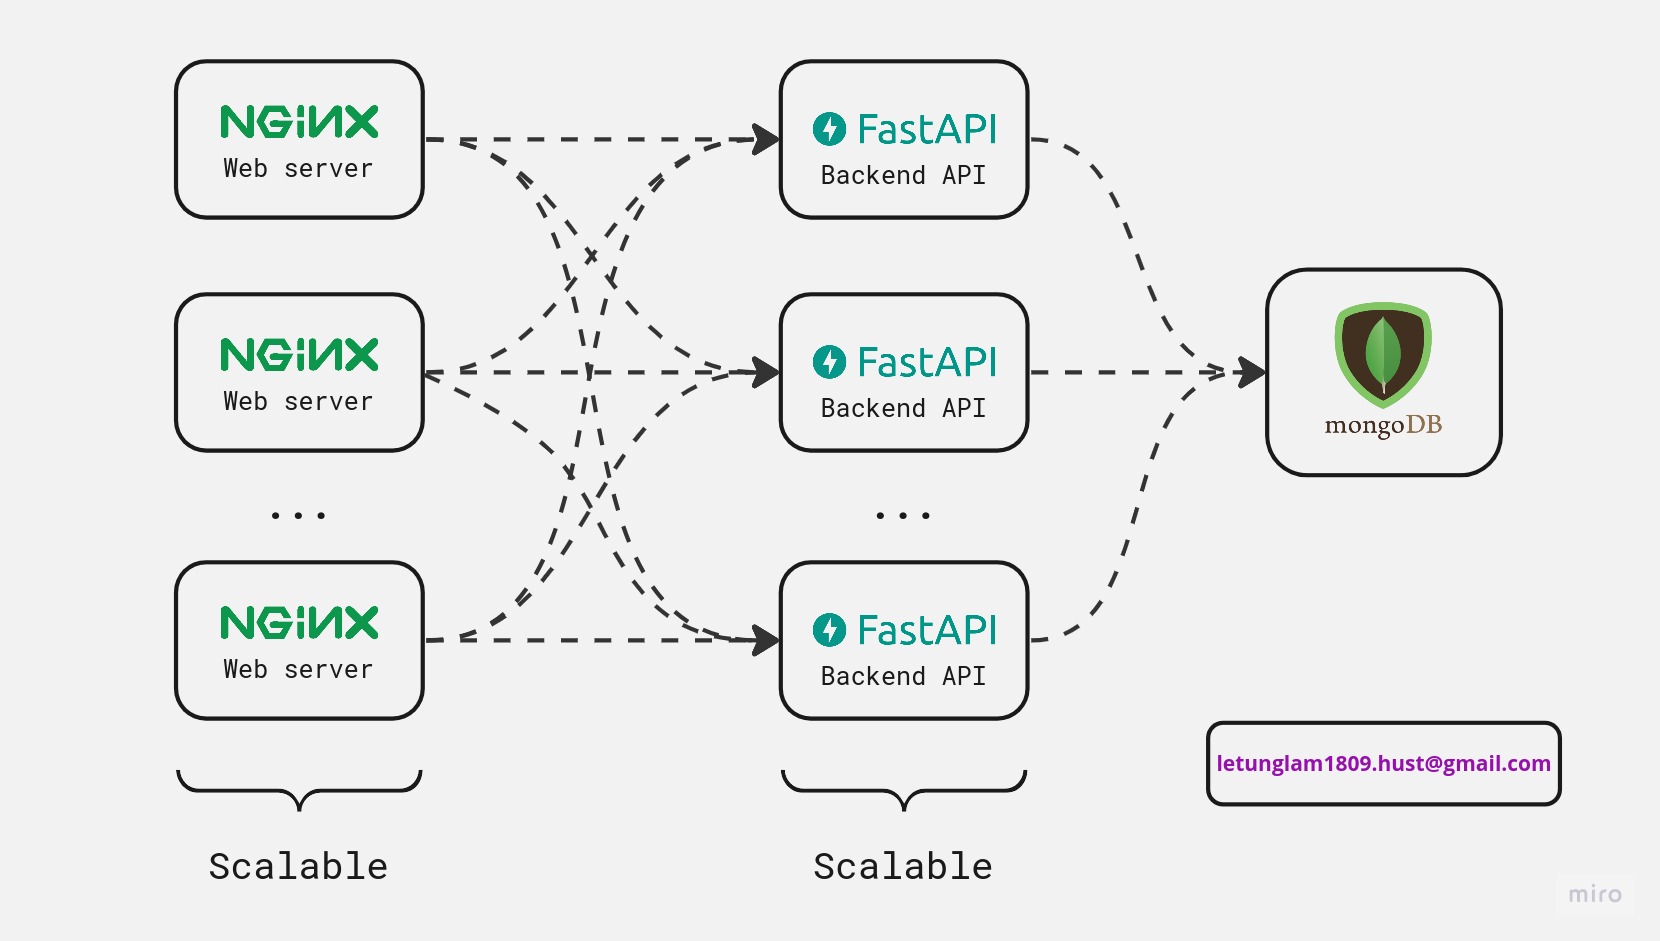 NGINX
Web server
FastAPI
Backend API
NGINX
Web server
FastAPI
Backend API
mongoDB
...
...
NGINX
Web server
FastAPI
Backend API
letunglam1809.hust@gmail.com
Scalable
Scalable
miro